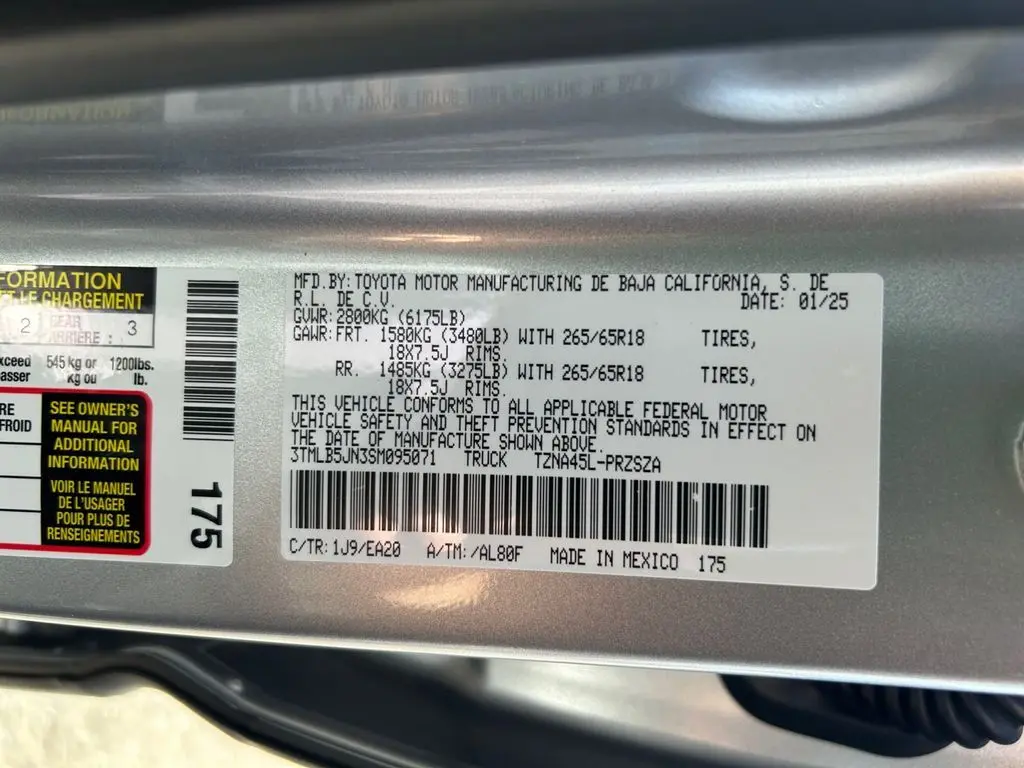 FORMATION
ET LE CHARGEMENT
2 REAR 3
ARRIERE :
xceed 545 kg or 1200lbs.
asser kg ou lb.
RE
FROID
SEE OWNER'S
MANUAL FOR
ADDITIONAL
INFORMATION
VOIR LE MANUEL
DE L'USAGER
POUR PLUS DE
RENSEIGNEMENTS
175
MFD.BY:TOYOTA MOTOR MANUFACTURING DE BAJA CALIFORNIA, S. DE
R.L. DE C.V. DATE: 01/25
GVWR:2800KG (6175LB)
GAWR:FRT. 1580KG (3480LB) WITH 265/65R18 TIRES,
18X7.5J RIMS.
RR. 1485KG (3275LB) WITH 265/65R18 TIRES,
18X7.5J RIMS.
THIS VEHICLE CONFORMS TO ALL APPLICABLE FEDERAL MOTOR
VEHICLE SAFETY AND THEFT PREVENTION STANDARDS IN EFFECT ON
THE DATE OF MANUFACTURE SHOWN ABOVE.
3TMLB5JN3SM095071 TRUCK TZNA45L-PRZSZA
C/TR:1J9/EA20 A/TM:/AL80F MADE IN MEXICO 175